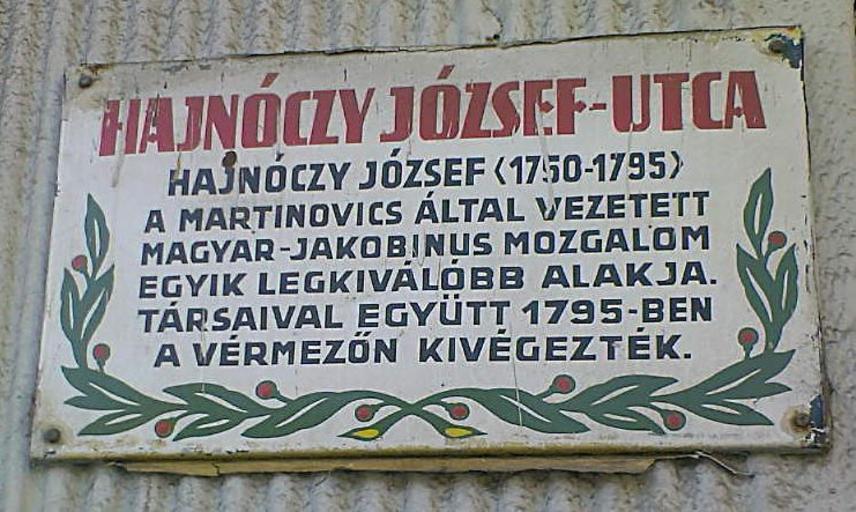 HAJNÓCZY JÓZSEF-UTCA
HAJNÓCZY JÓZSEF <1750-1795>
A MARTINOVICS ÁLTAL VEZETETT
MAGYAR-JAKOBINUS MOZGALOM
EGYIK LEGKIVÁLÓBB ALAKJA.
TÁRSAIVAL EGYÜTT 1795-BEN
A VÉRMEZŐN KIVÉGEZTÉK.